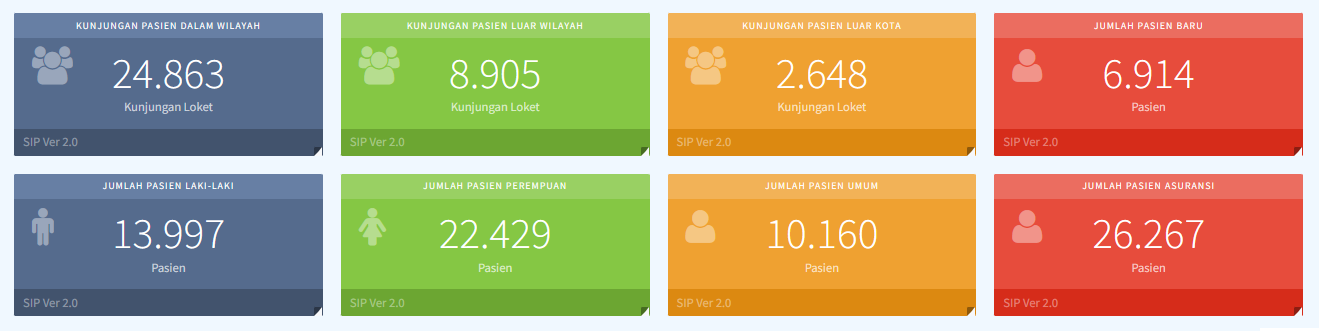 KUNJUNGAN PASIEN DALAM WILAYAH
24.863
Kunjungan Loket
SIP Ver 2.0
KUNJUNGAN PASIEN LUAR WILAYAH
8.905
Kunjungan Loket
SIP Ver 2.0
KUNJUNGAN PASIEN LUAR KOTA
2.648
Kunjungan Loket
SIP Ver 2.0
JUMLAH PASIEN BARU
6.914
Pasien
SIP Ver 2.0
JUMLAH PASIEN LAKI-LAKI
13.997
Pasien
SIP Ver 2.0
JUMLAH PASIEN PEREMPUAN
22.429
Pasien
SIP Ver 2.0
JUMLAH PASIEN UMUM
10.160
Pasien
SIP Ver 2.0
JUMLAH PASIEN ASURANSI
26.267
Pasien
SIP Ver 2.0